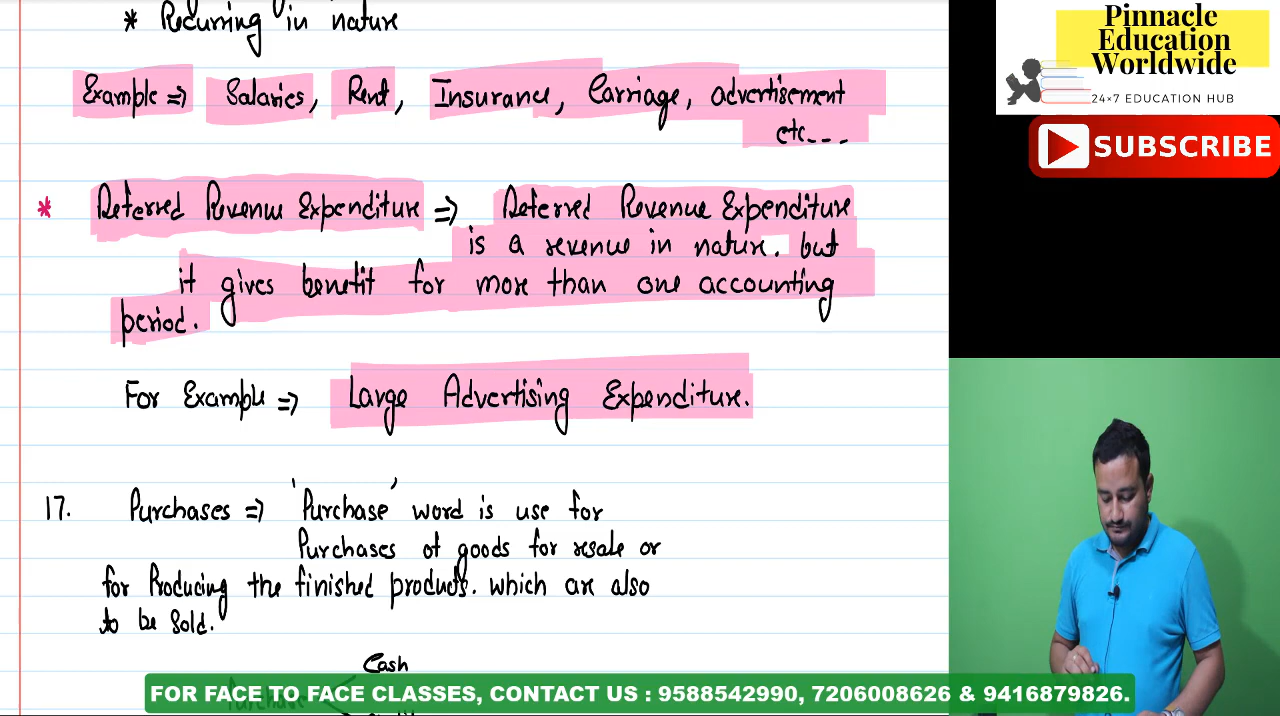 * Recurring in nature
Example ⇒ Salaries, Rent, Insurance, Carriage, advertisement
etc---
* Deferred Revenue Expenditure ⇒ Deferred Revenue Expenditure
is a revenue in nature. but
it gives benefit for more than one accounting
period.
For Example ⇒ Large Advertising Expenditure.
17. Purchases ⇒ 'Purchase' word is use for
Purchases of goods for resale or
for Producing the finished products. which are also
to be Sold.
Cash
Purchase <
Pinnacle
Education
Worldwide
24×7 EDUCATION HUB
SUBSCRIBE
FOR FACE TO FACE CLASSES, CONTACT US : 9588542990, 7206008626 & 9416879826.